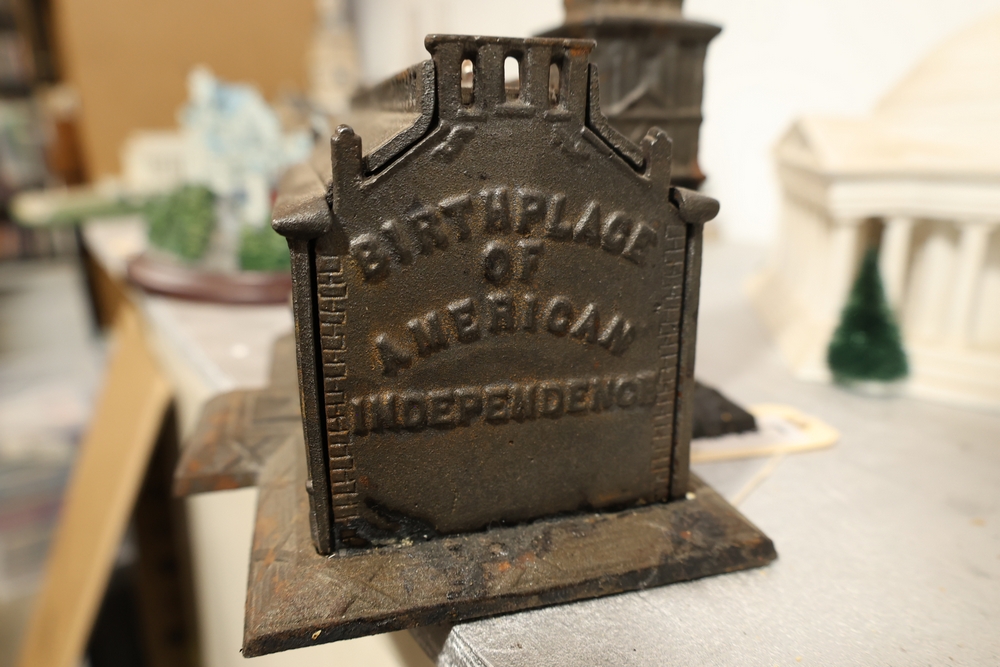 BIRTHPLACE
OF
AMERICAN
INDEPENDENCE